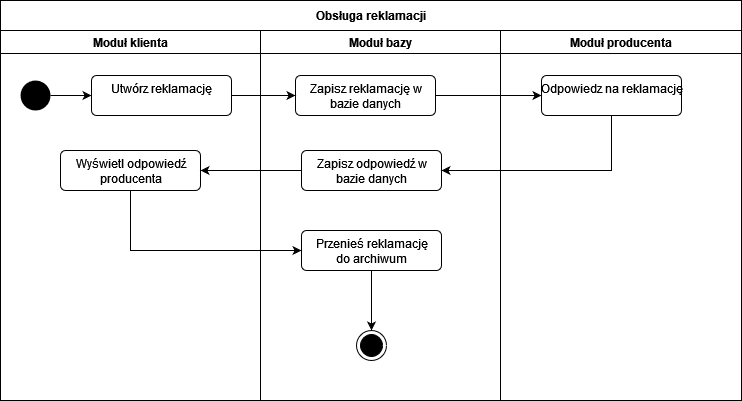 Obsługa reklamacji
Moduł klienta
Moduł bazy
Moduł producenta
Utwórz reklamację
Zapisz reklamację w
bazie danych
Odpowiedz na reklamację
Wyświetl odpowiedź
producenta
Zapisz odpowiedź w
bazie danych
Przenieś reklamację
do archiwum